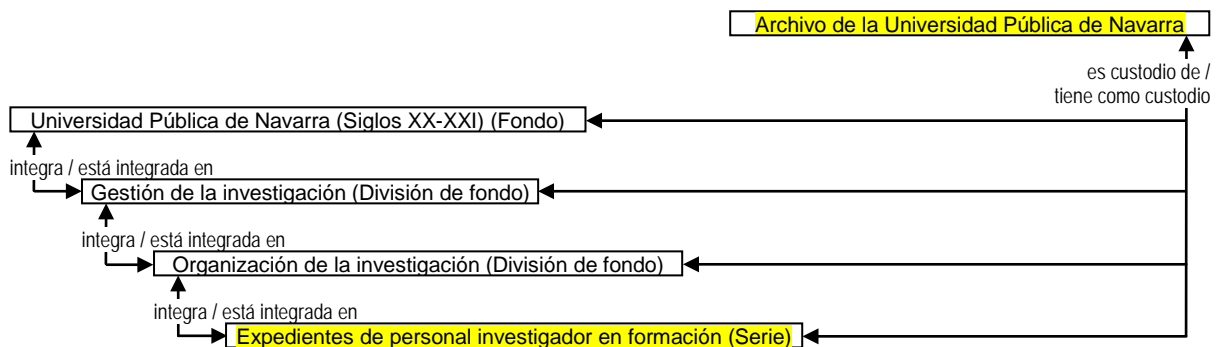 Archivo de la Universidad Pública de Navarra
es custodio de /
tiene como custodio
Universidad Pública de Navarra (Siglos XX-XXI) (Fondo)
integra / está integrada en
Gestión de la investigación (División de fondo)
integra / está integrada en
Organización de la investigación (División de fondo)
integra / está integrada en
Expedientes de personal investigador en formación (Serie)